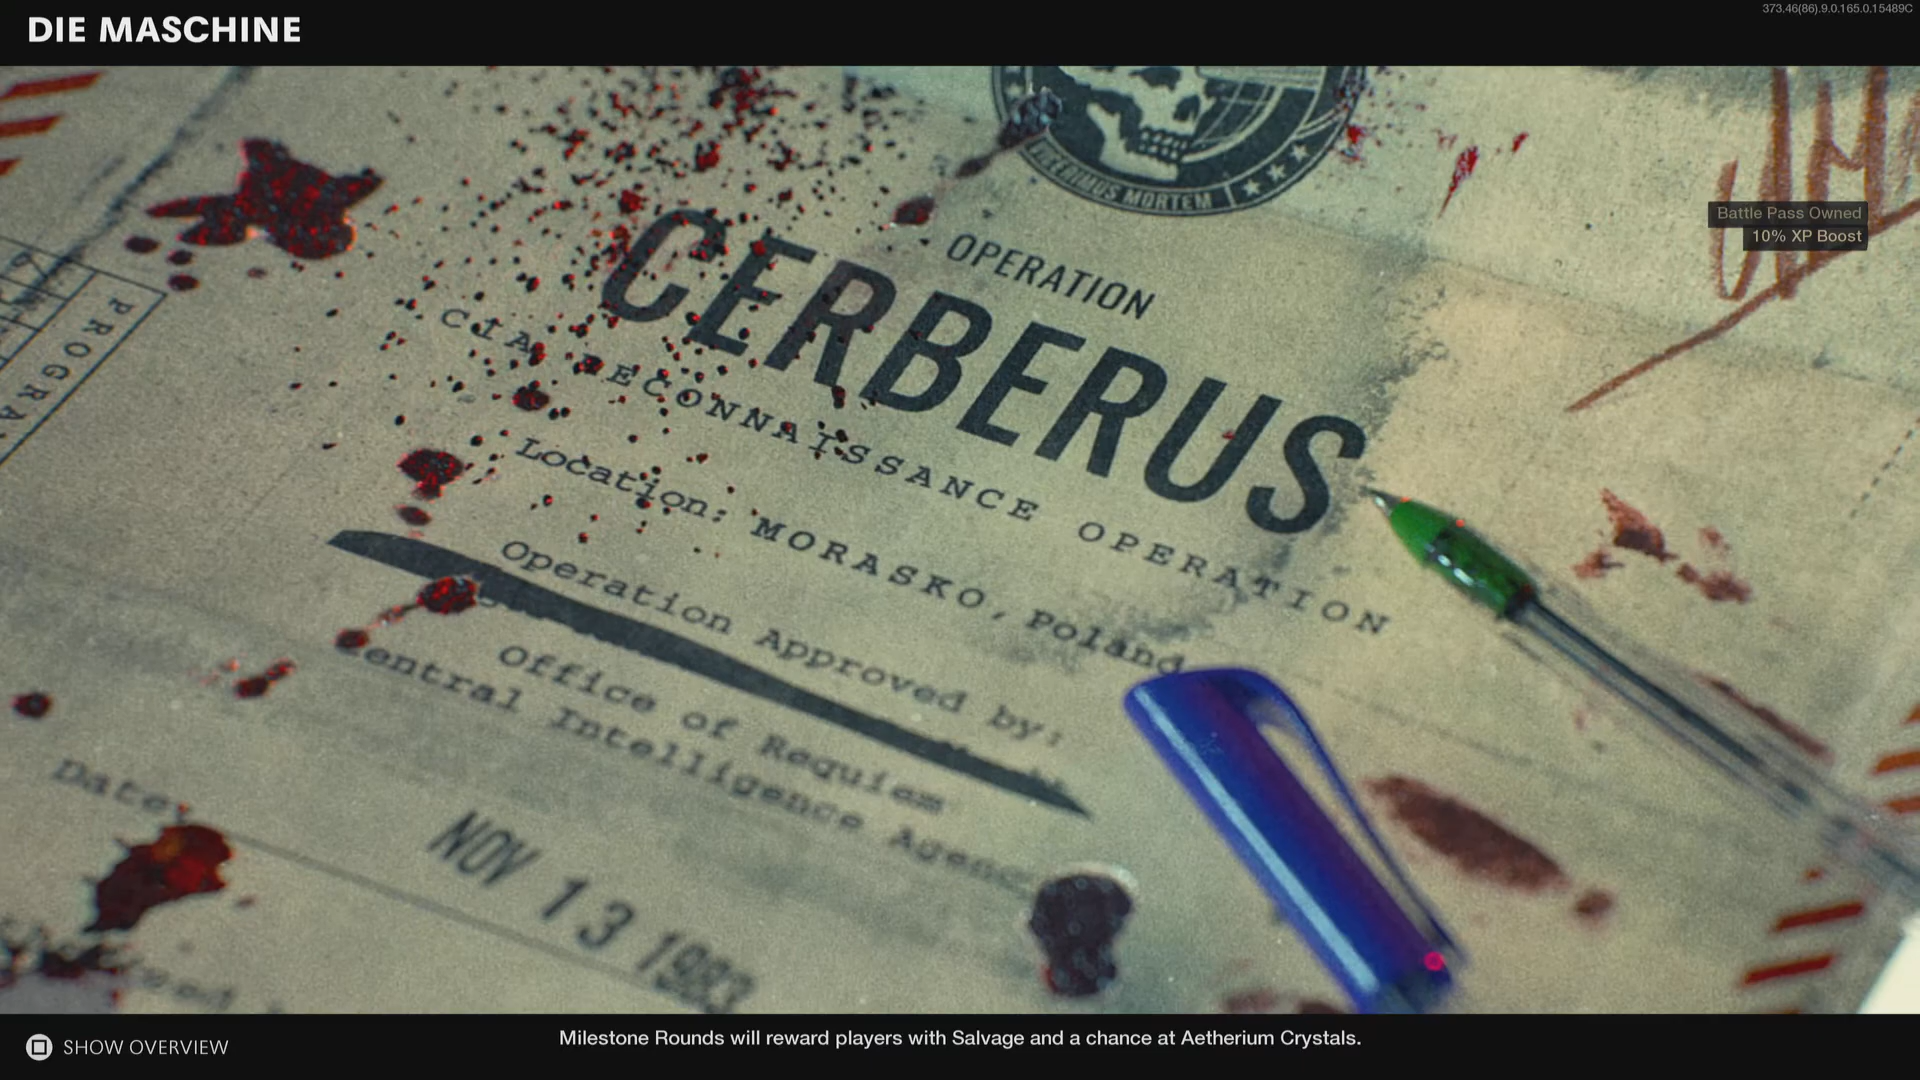 DIE MASCHINE
373.46(86).9.0.165.0.15489C
MORTEM
Battle Pass Owned
10% XP Boost
OPERATION
CERBERUS
CIA RECONNAISSANCE OPERATION
Location: MORASKO, Poland
PROGRA
Operation Approved by:
Office of Requiem
Central Intelligence Agency
Date:
NOV 13 1983
SHOW OVERVIEW
Milestone Rounds will reward players with Salvage and a chance at Aetherium Crystals.